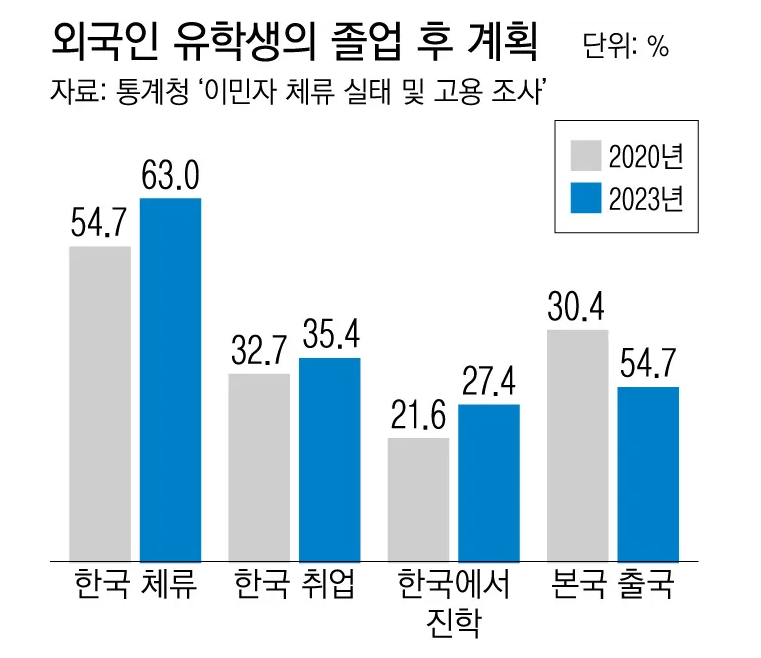 외국인 유학생의 졸업 후 계획 단위: %
자료: 통계청 ‘이민자 체류 실태 및 고용 조사’
2020년
2023년
54.7 63.0
32.7 35.4
21.6 27.4
30.4 54.7
한국 체류
한국 취업
한국에서
진학
본국 출국